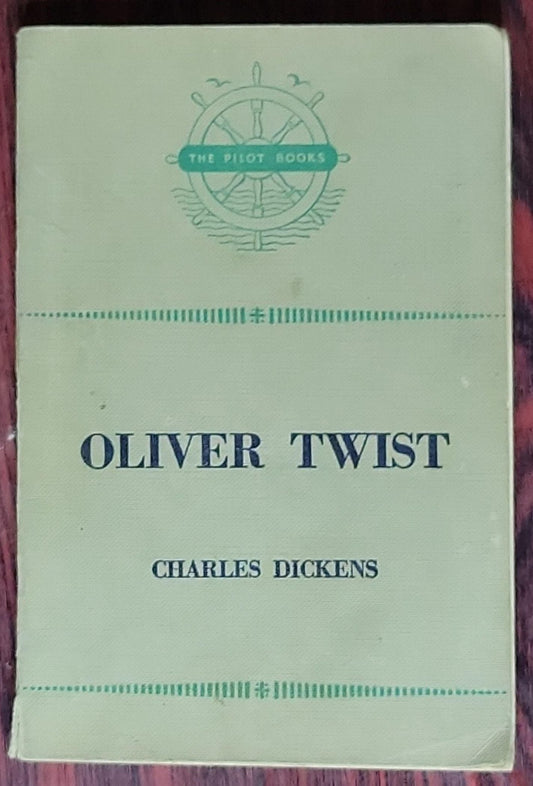 THE PILOT BOOKS
OLIVER TWIST
CHARLES DICKENS